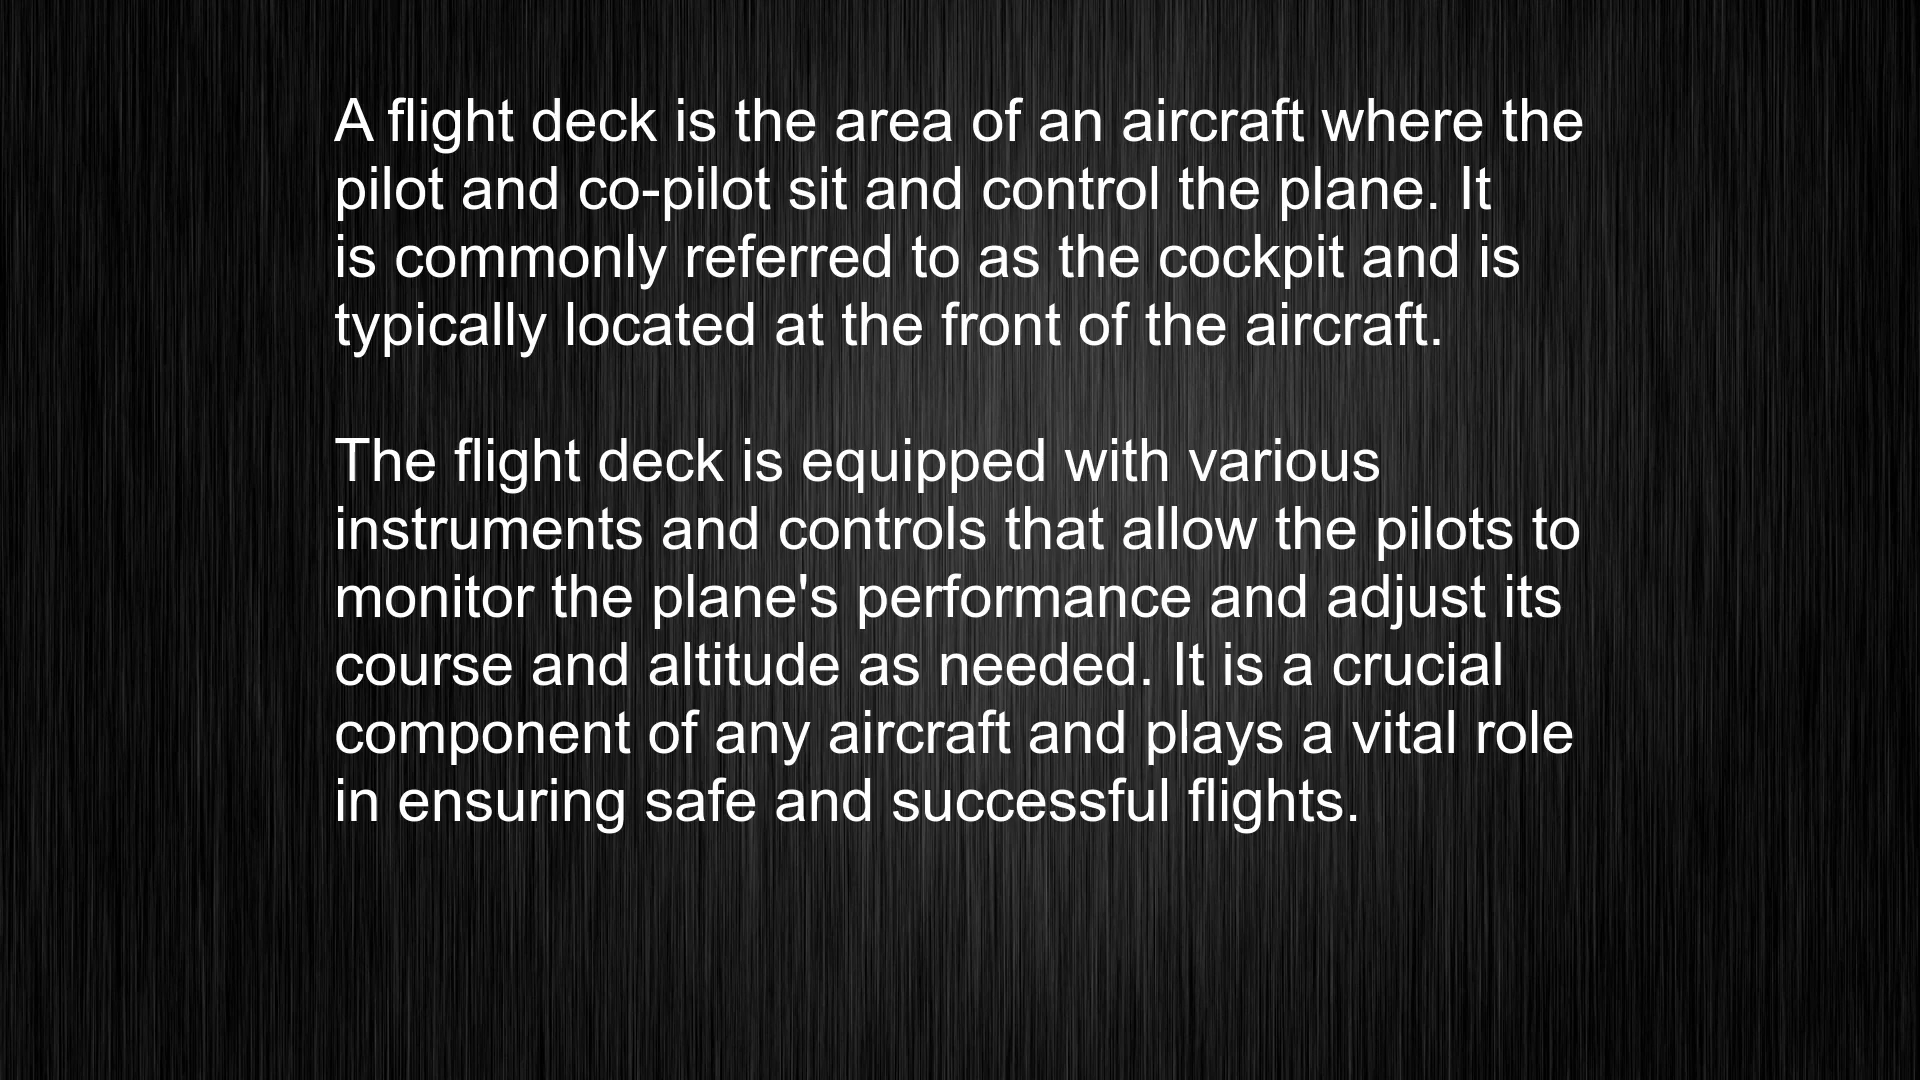 A flight deck is the area of an aircraft where the
pilot and co-pilot sit and control the plane. It
is commonly referred to as the cockpit and is
typically located at the front of the aircraft.
The flight deck is equipped with various
instruments and controls that allow the pilots to
monitor the plane's performance and adjust its
course and altitude as needed. It is a crucial
component of any aircraft and plays a vital role
in ensuring safe and successful flights.